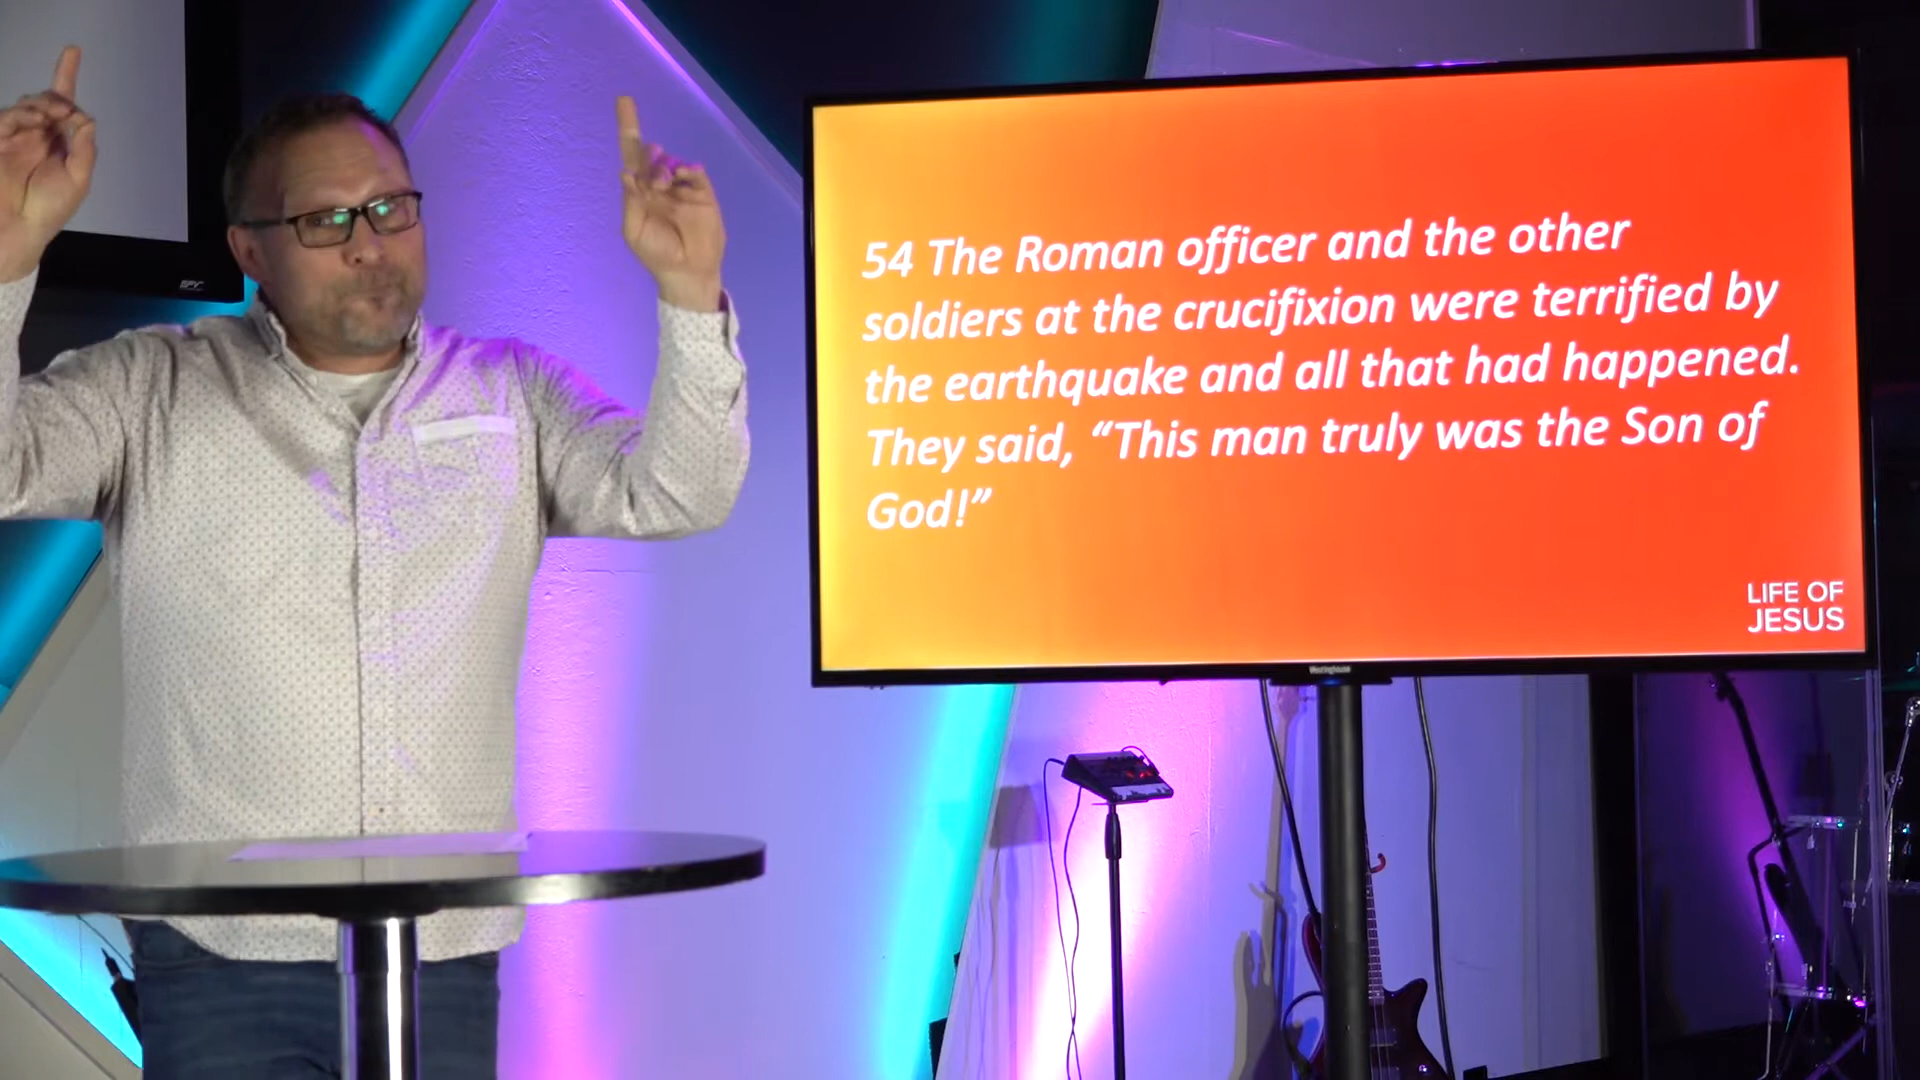 54 The Roman officer and the other
soldiers at the crucifixion were terrified by
the earthquake and all that had happened.
They said, “This man truly was the Son of
God!”
LIFE OF
JESUS
Westinghouse